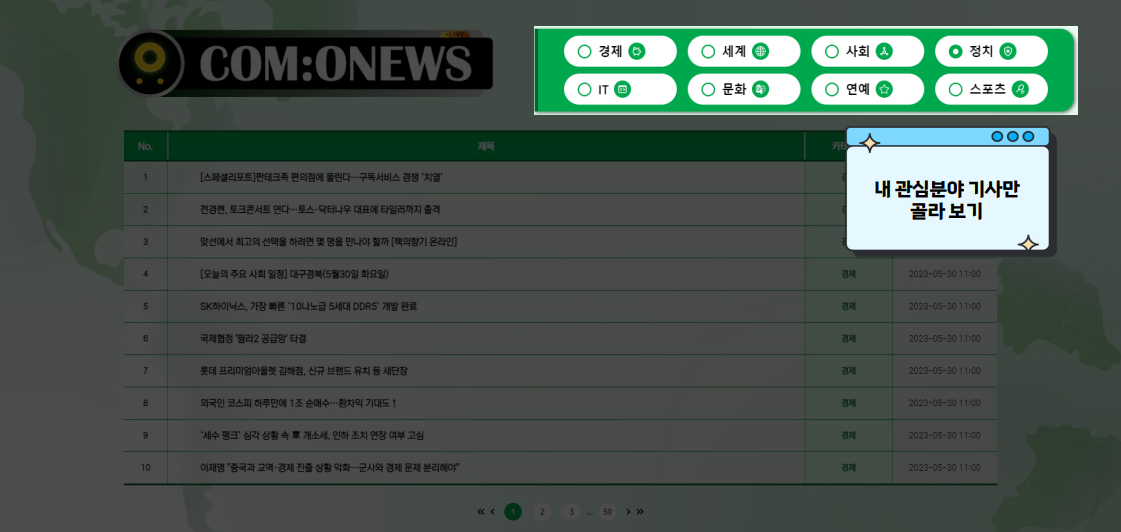 LIVE
COM:ONEWS
경제
세계
사회
정치
IT
문화
연예
스포츠
내 관심분야 기사만
골라 보기
No. 제목
1 [스페셜리포트]판테크족 편의점에 몰린다…구독서비스 경쟁 '치열'
2 전경련, 토크콘서트 연다…토스·닥터나우 대표에 타일러까지 출격
3 맞선에서 최고의 선택을 하려면 몇 명을 만나야 할까 [책의향기 온라인]
4 [오늘의 주요 사회 일정] 대구경북(5월30일 화요일) 경제 2023-05-30 11:00
5 SK하이닉스, 가장 빠른 '10나노급 5세대 DDR5' 개발 완료 경제 2023-05-30 11:00
6 국제협정 '필라2 공급망' 타결 경제 2023-05-30 11:00
7 롯데 프리미엄아울렛 김해점, 신규 브랜드 유치 등 새단장 경제 2023-05-30 11:00
8 외국인 코스피 하루만에 1조 순매수…환차익 기대도↑ 경제 2023-05-30 11:00
9 '세수 펑크' 심각 상황 속 車 개소세, 인하 조치 연장 여부 고심 경제 2023-05-30 11:00
10 이재명 "중국과 교역·경제 진출 상황 악화…군사와 경제 문제 분리해야" 경제 2023-05-30 11:00
« ‹ 1 2 3 ... 50 › »